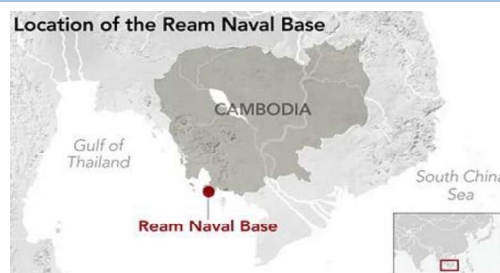 Location of the Ream Naval Base
CAMBODIA
Gulf of
Thailand
South China
Sea
Ream Naval Base